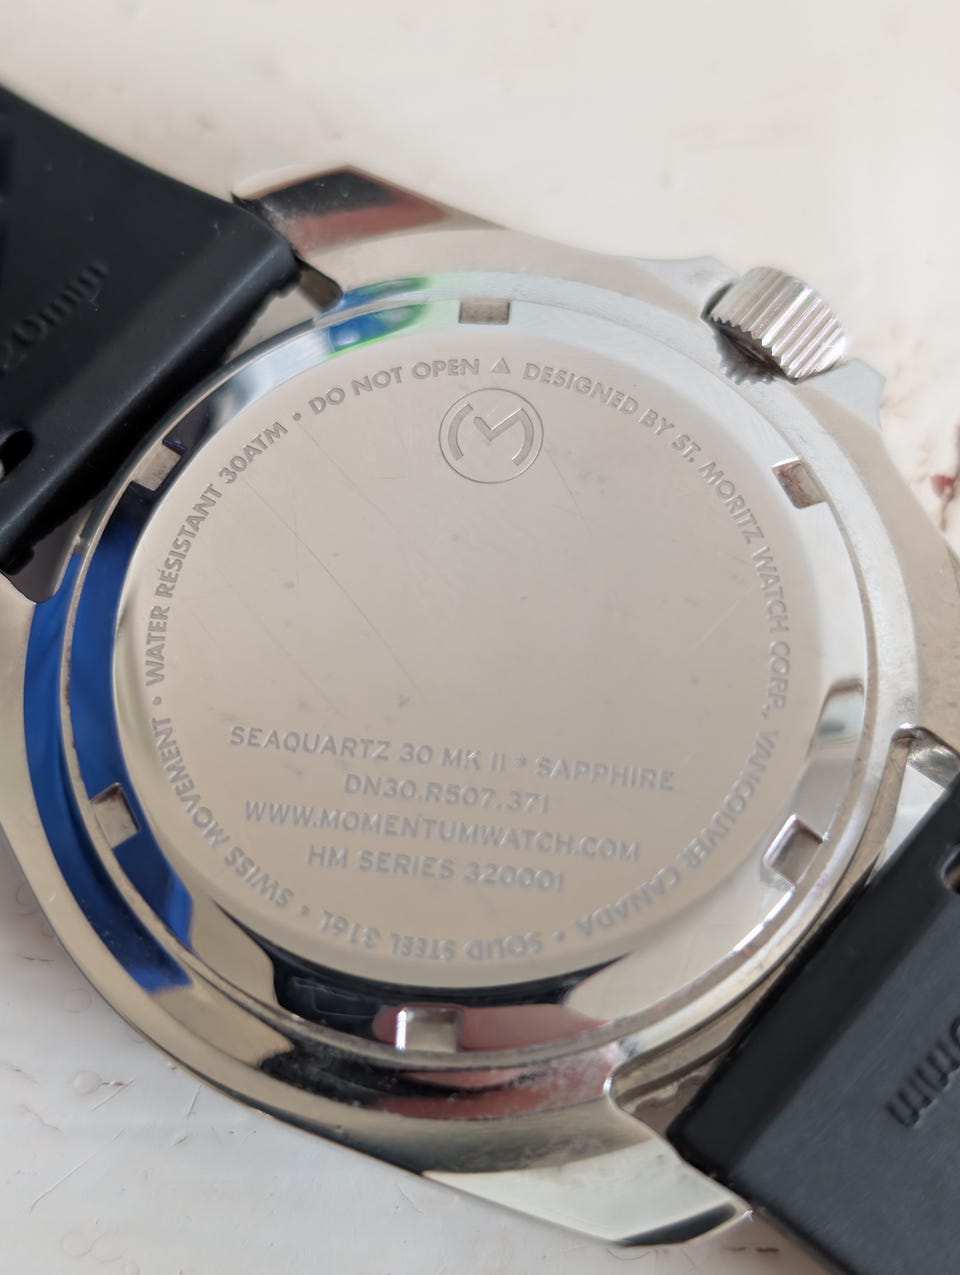 DO NOT OPEN △ DESIGNED BY ST. MORITZ WATCH CORP., VANCOUVER CANADA • SOLID STEEL 316L • SWISS MOVEMENT • WATER RESISTANT 30ATM •
SEAQUARTZ 30 MK II * SAPPHIRE
DN30.R507.371
WWW.MOMENTUMWATCH.COM
HM SERIES 320001
20mm